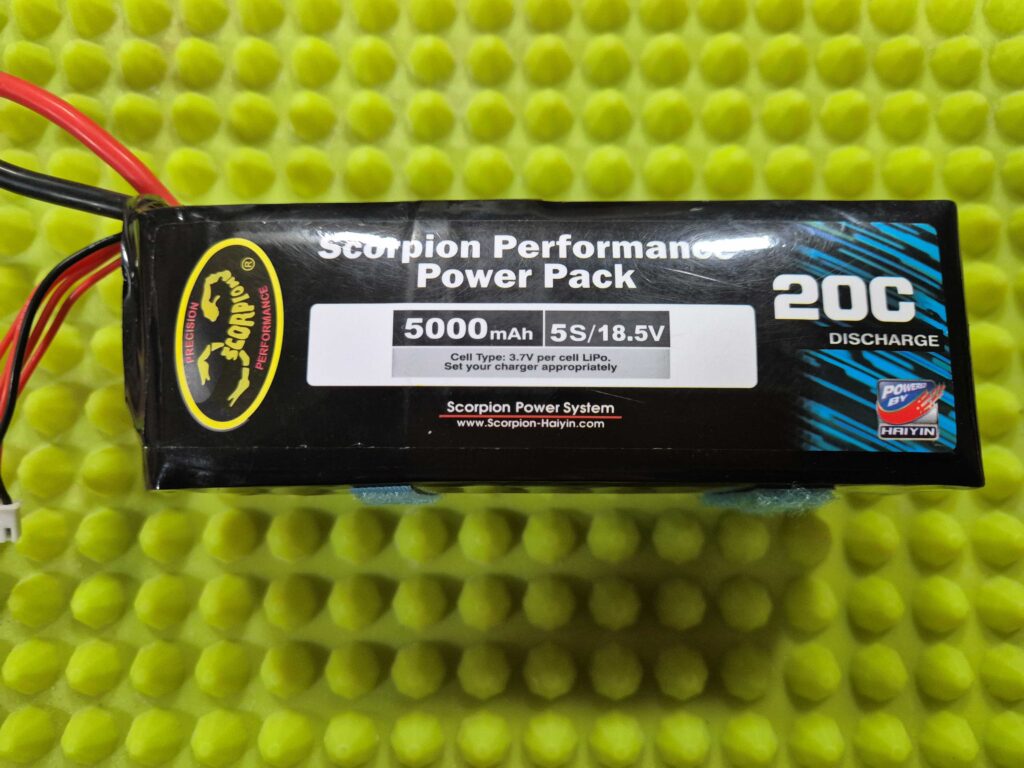 Scorpion Performance
Power Pack
5000mAh
5S/18.5V
Cell Type: 3.7V per cell LiPo.
Set your charger appropriately
Scorpion Power System
www.Scorpion-Haiyin.com
PRECISION
SCORPION®
PERFORMANCE
20C
DISCHARGE
POWERED
BY
HAIYIN